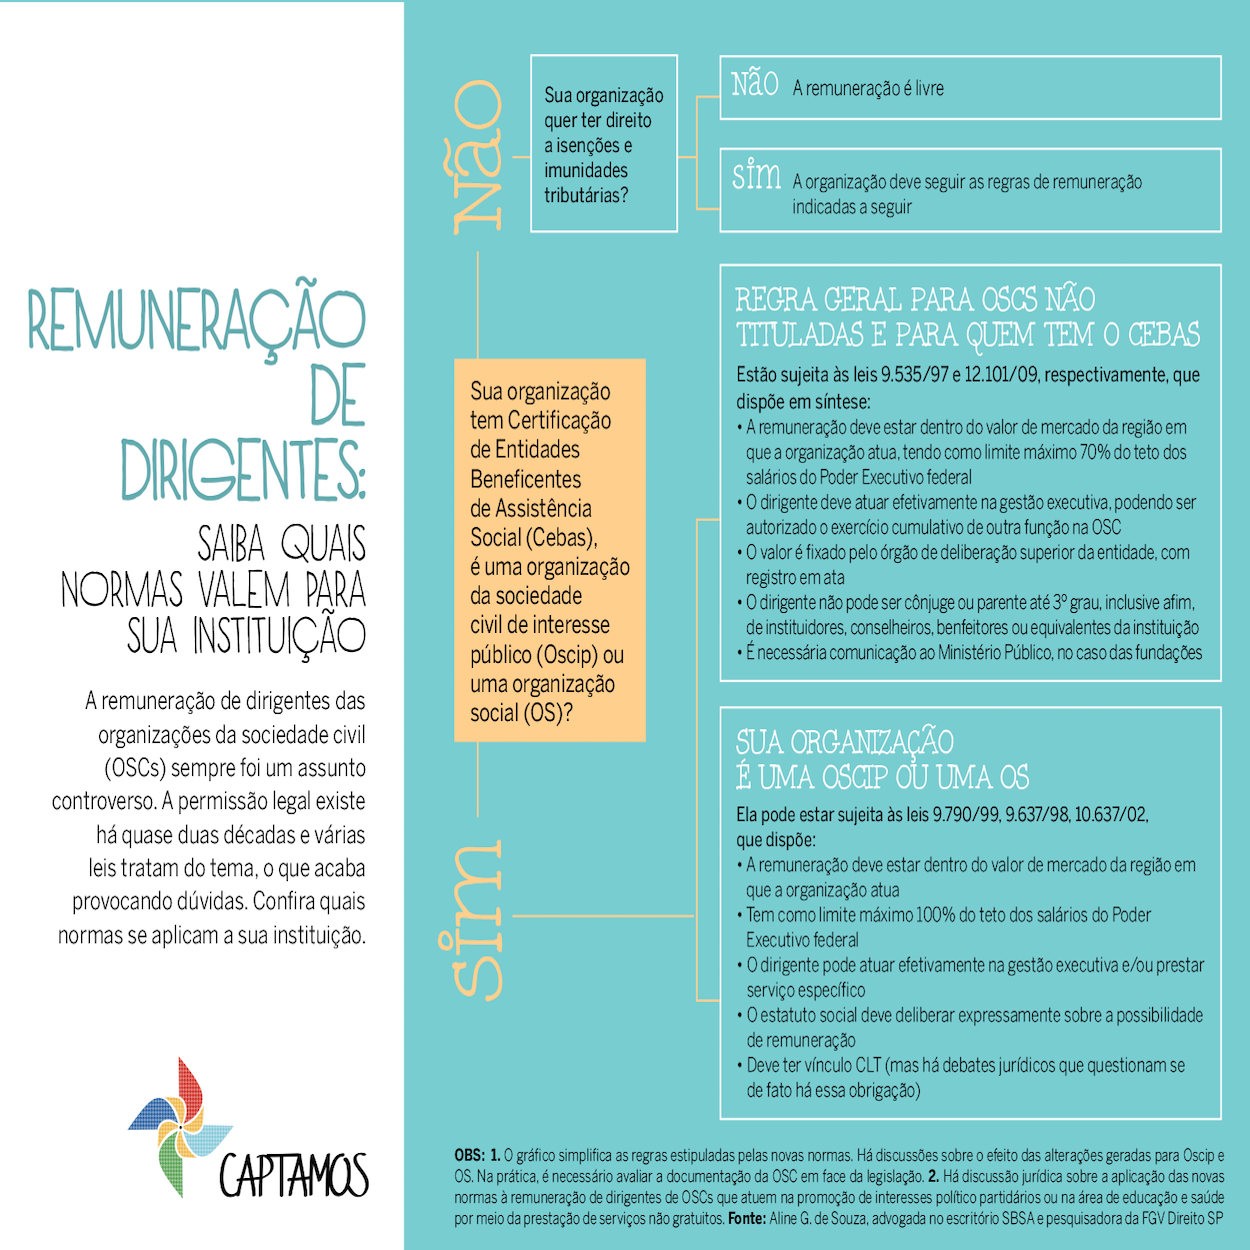 REMUNERAÇÃO
DE
DIRIGENTES:
SAIBA QUAIS
NORMAS VALEM PARA
SUA INSTITUIÇÃO
A remuneração de dirigentes das
organizações da sociedade civil
(OSCs) sempre foi um assunto
controverso. A permissão legal existe
há quase duas décadas e várias
leis tratam do tema, o que acaba
provocando dúvidas. Confira quais
normas se aplicam a sua instituição.
CAPTAMOS
Sua organização
tem Certificação
de Entidades
Beneficentes
de Assistência
Social (Cebas),
é uma organização
da sociedade
civil de interesse
público (Oscip) ou
uma organização
social (OS)?
Não
Sua organização
quer ter direito
a isenções e
imunidades
tributárias?
Não A remuneração é livre
sim A organização deve seguir as regras de remuneração
indicadas a seguir
sim
REGRA GERAL PARA OSCS NÃO
TITULADAS E PARA QUEM TEM O CEBAS
Estão sujeita às leis 9.535/97 e 12.101/09, respectivamente, que
dispõe em síntese:
• A remuneração deve estar dentro do valor de mercado da região em
que a organização atua, tendo como limite máximo 70% do teto dos
salários do Poder Executivo federal
• O dirigente deve atuar efetivamente na gestão executiva, podendo ser
autorizado o exercício cumulativo de outra função na OSC
• O valor é fixado pelo órgão de deliberação superior da entidade, com
registro em ata
• O dirigente não pode ser cônjuge ou parente até 3º grau, inclusive afim,
de instituidores, conselheiros, benfeitores ou equivalentes da instituição
• É necessária comunicação ao Ministério Público, no caso das fundações
SUA ORGANIZAÇÃO
É UMA OSCIP OU UMA OS
Ela pode estar sujeita às leis 9.790/99, 9.637/98, 10.637/02,
que dispõe:
• A remuneração deve estar dentro do valor de mercado da região em
que a organização atua
• Tem como limite máximo 100% do teto dos salários do Poder
Executivo federal
• O dirigente pode atuar efetivamente na gestão executiva e/ou prestar
serviço específico
• O estatuto social deve deliberar expressamente sobre a possibilidade
de remuneração
• Deve ter vínculo CLT (mas há debates jurídicos que questionam se
de fato há essa obrigação)
OBS: 1. O gráfico simplifica as regras estipuladas pelas novas normas. Há discussões sobre o efeito das alterações geradas para Oscip e
OS. Na prática, é necessário avaliar a documentação da OSC em face da legislação. 2. Há discussão jurídica sobre a aplicação das novas
normas à remuneração de dirigentes de OSCs que atuem na promoção de interesses político partidários ou na área de educação e saúde
por meio da prestação de serviços não gratuitos. Fonte: Aline G. de Souza, advogada no escritório SBSA e pesquisadora da FGV Direito SP